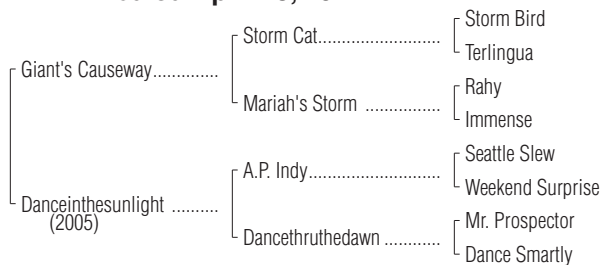 Storm Bird
Storm Cat
Terlingua
Giant's Causeway
Rahy
Mariah's Storm
Immense
Seattle Slew
A.P. Indy
Weekend Surprise
Danceinthesunlight
(2005)
Mr. Prospector
Dancethruthedawn
Dance Smartly